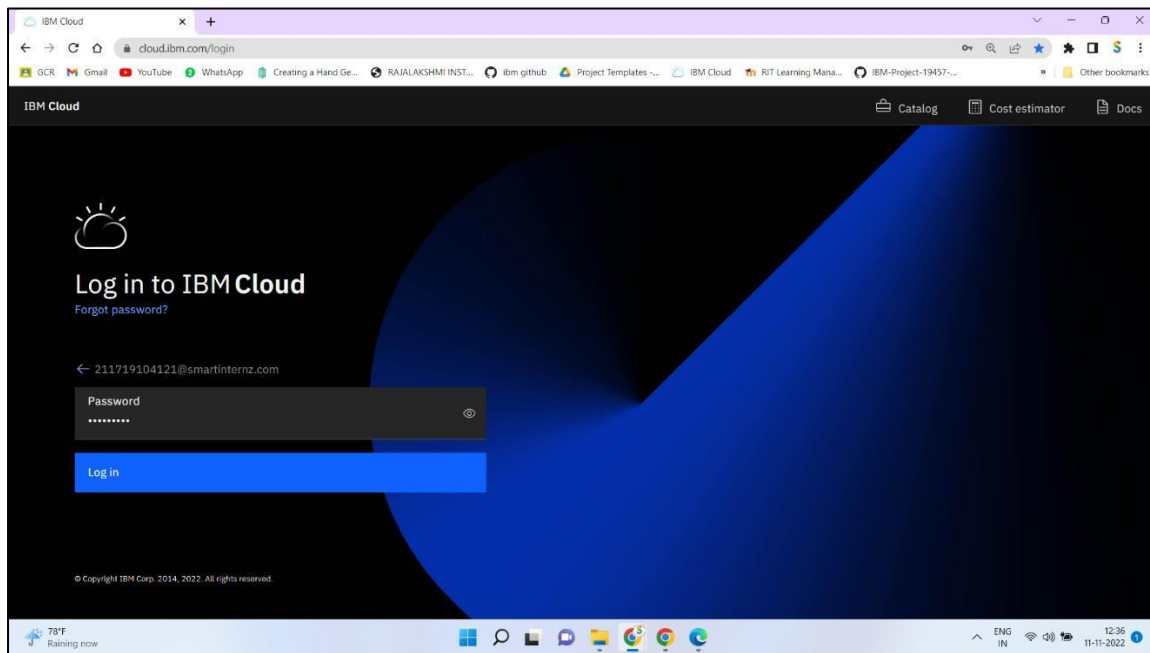 IBM Cloud
cloud.ibm.com/login
GCR Gmail YouTube WhatsApp Creating a Hand Ge... RAJALAKSHMI INST... ibm github Project Templates -... IBM Cloud RIT Learning Mana... IBM-Project-19457-... » Other bookmarks
IBM Cloud Catalog Cost estimator Docs
Log in to IBM Cloud
Forgot password?
211719104121@smartinternz.com
Password
•••••••••
Log in
© Copyright IBM Corp. 2014, 2022. All rights reserved.
78°F
Raining now
ENG
IN
12:36
11-11-2022
1